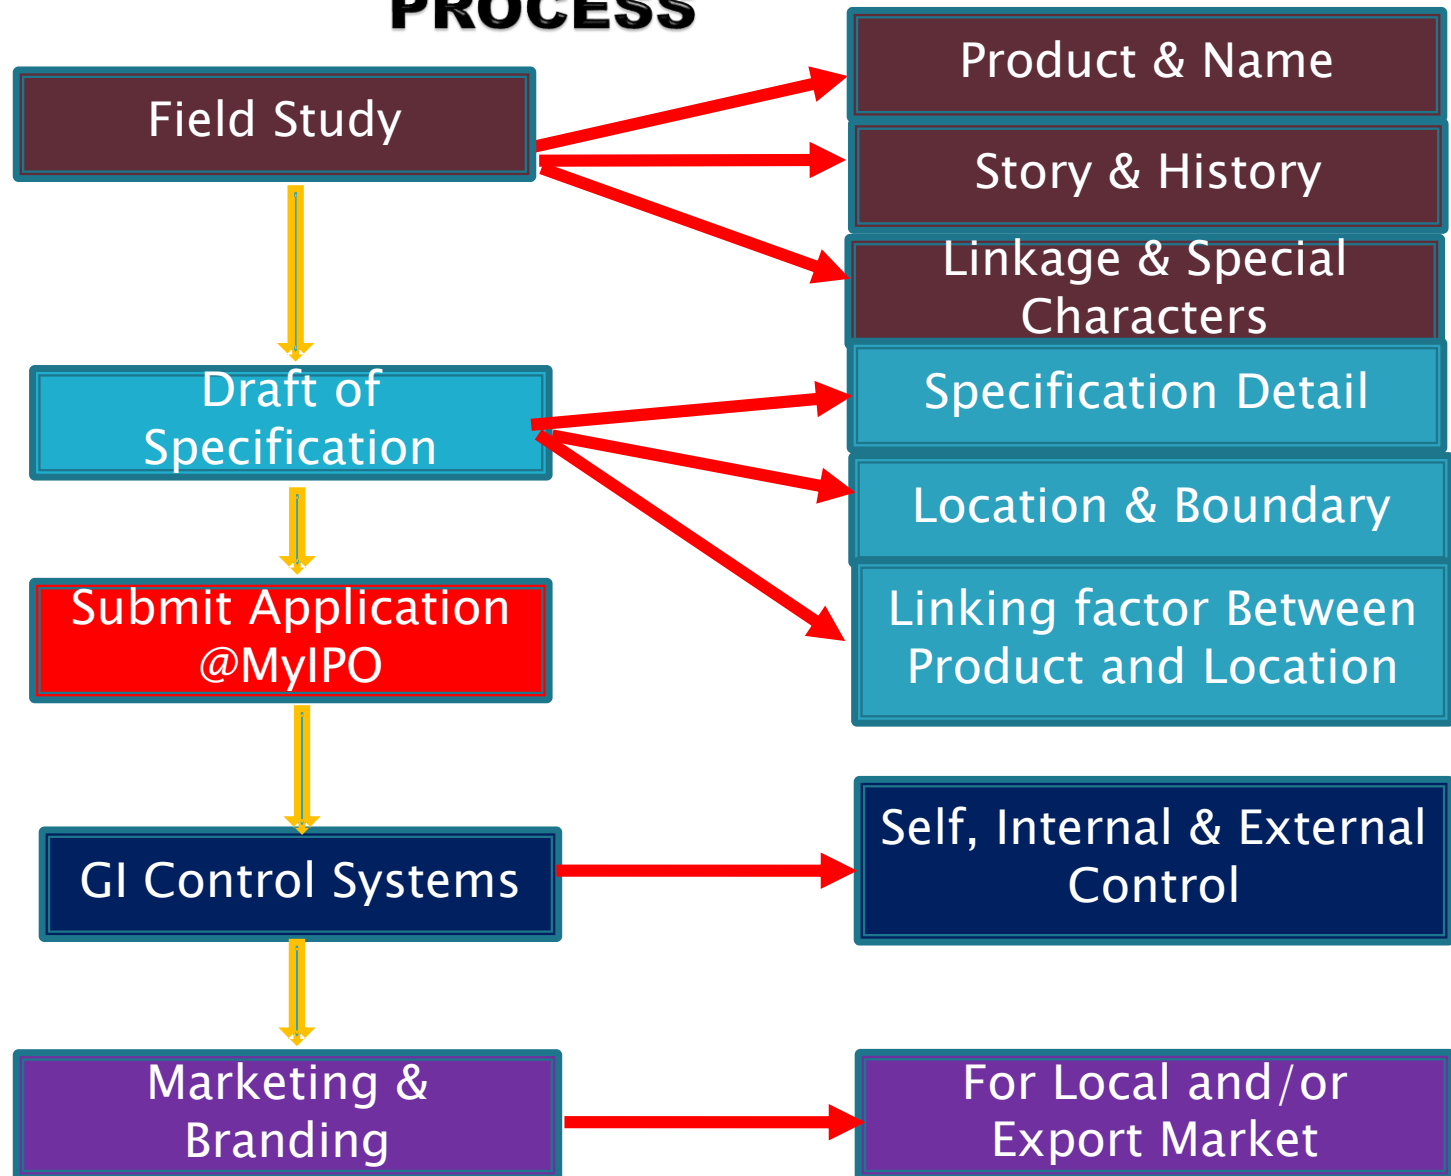 PROCESS
Field Study
Product & Name
Story & History
Linkage & Special
Characters
Draft of
Specification
Specification Detail
Location & Boundary
Linking factor Between
Product and Location
Submit Application
@MyIPO
GI Control Systems
Self, Internal & External
Control
Marketing &
Branding
For Local and/or
Export Market